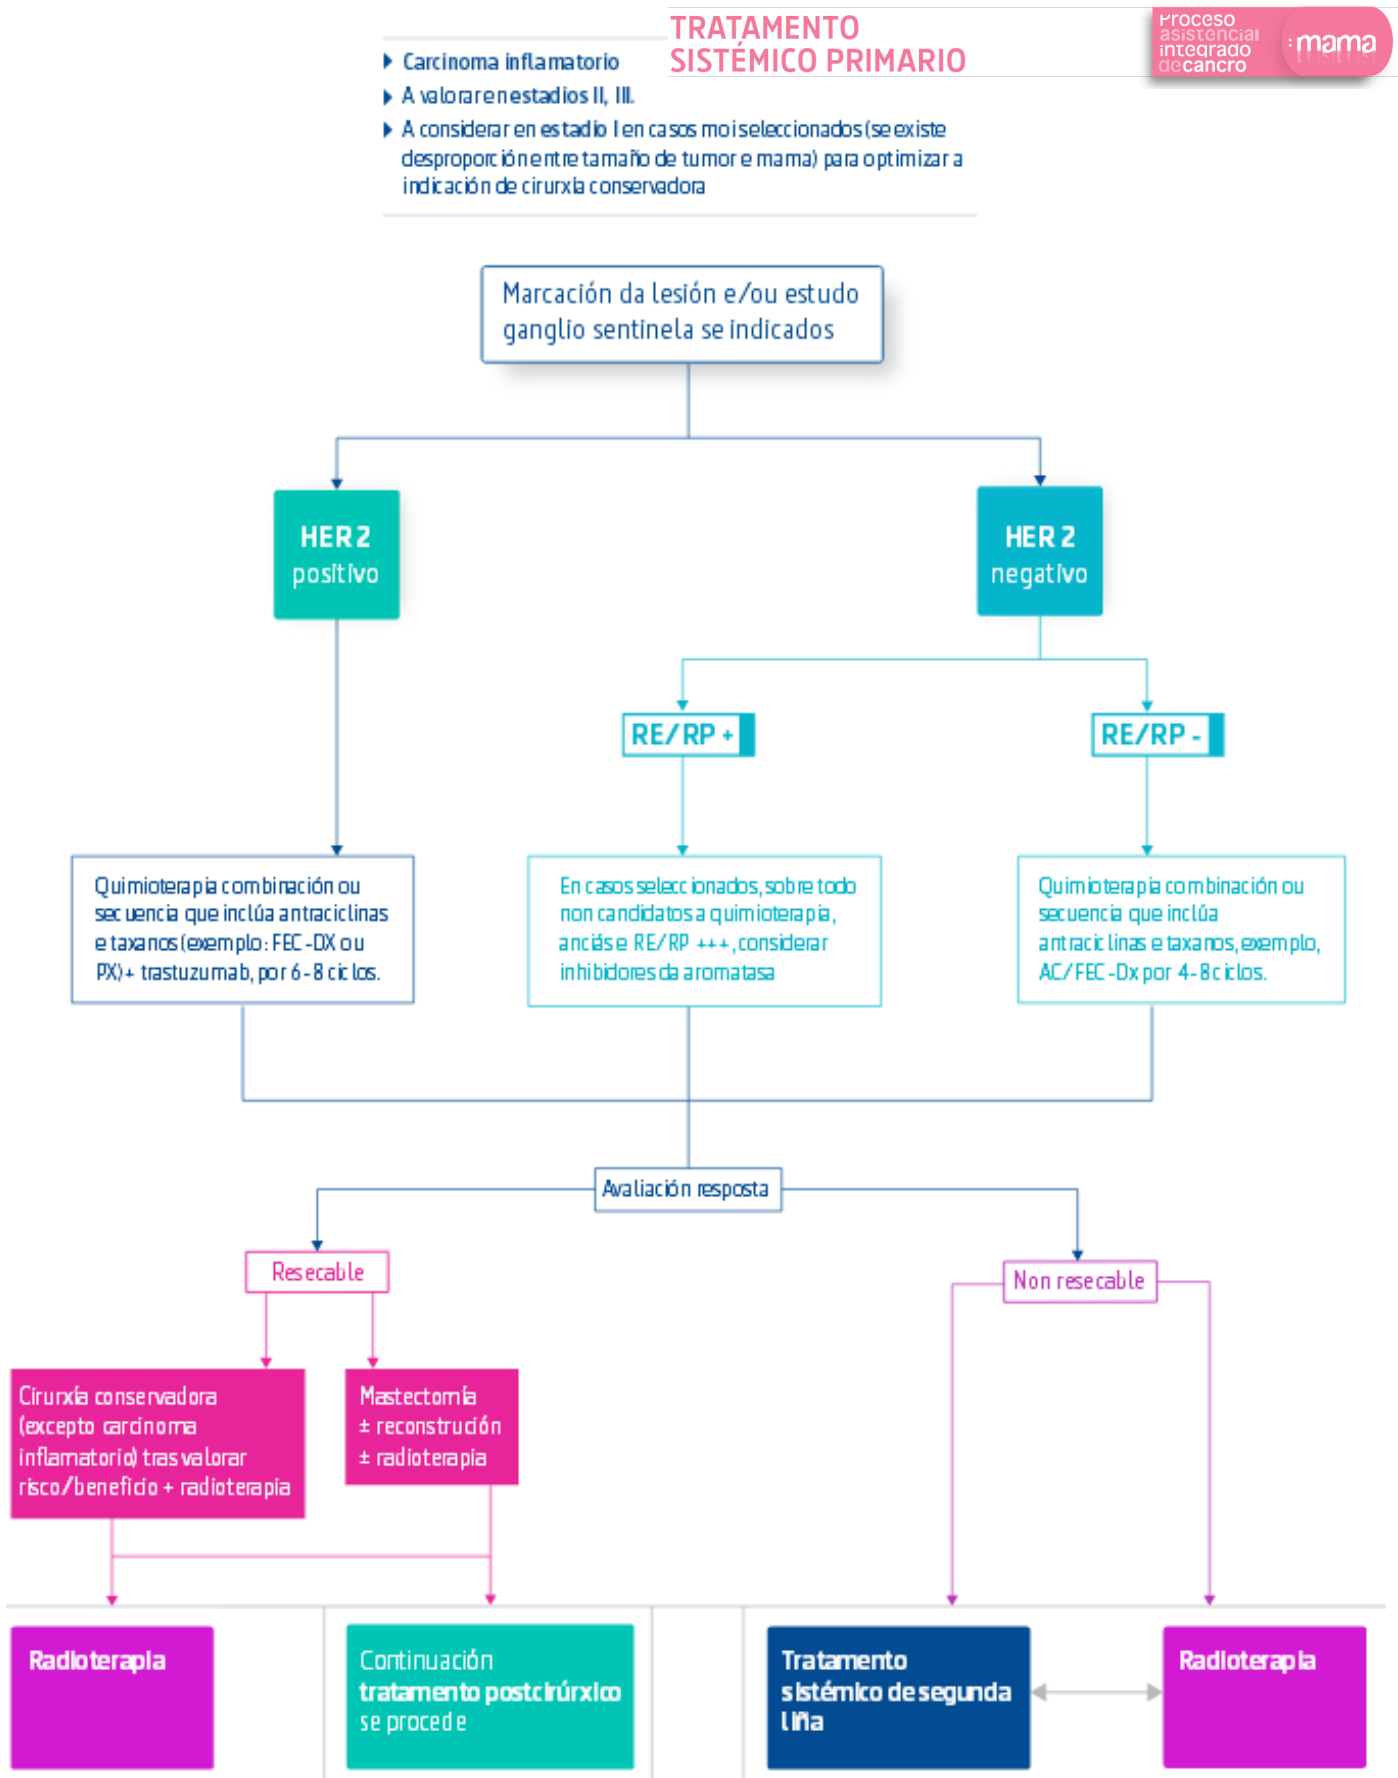 TRATAMENTO
SISTÉMICO PRIMARIO
Proceso
asistencial
integrado
decancro
:mama
Carcinoma inflamatorio
A valorar en estadios II, III.
A considerar en estadio I en casos moi seleccionados (se existe
desproporción entre tamaño de tumor e mama) para optimizar a
indicación de cirurxía conservadora
Marcación da lesión e/ou estudo
ganglio sentinela se indicados
HER 2
positivo
HER 2
negativo
RE/RP +
RE/RP -
Quimioterapia combinación ou
secuencia que inclúa antraciclinas
e taxanos (exemplo: FEC-DX ou
PX)+ trastuzumab, por 6-8 ciclos.
En casos seleccionados, sobre todo
non candidatos a quimioterapia,
anciás e RE/RP +++, considerar
inhibidores da aromatasa
Quimioterapia combinación ou
secuencia que inclúa
antraciclinas e taxanos, exemplo,
AC/FEC-Dx por 4-8 ciclos.
Avaliación resposta
Resecable
Non resecable
Cirurxía conservadora
(excepto carcinoma
inflamatorio) tras valorar
risco/beneficio + radioterapia
Mastectomía
± reconstrución
± radioterapia
Radioterapia
Continuación
tratamento postcirúrxico
se procede
Tratamento
sistémico de segunda
liña
Radioterapia